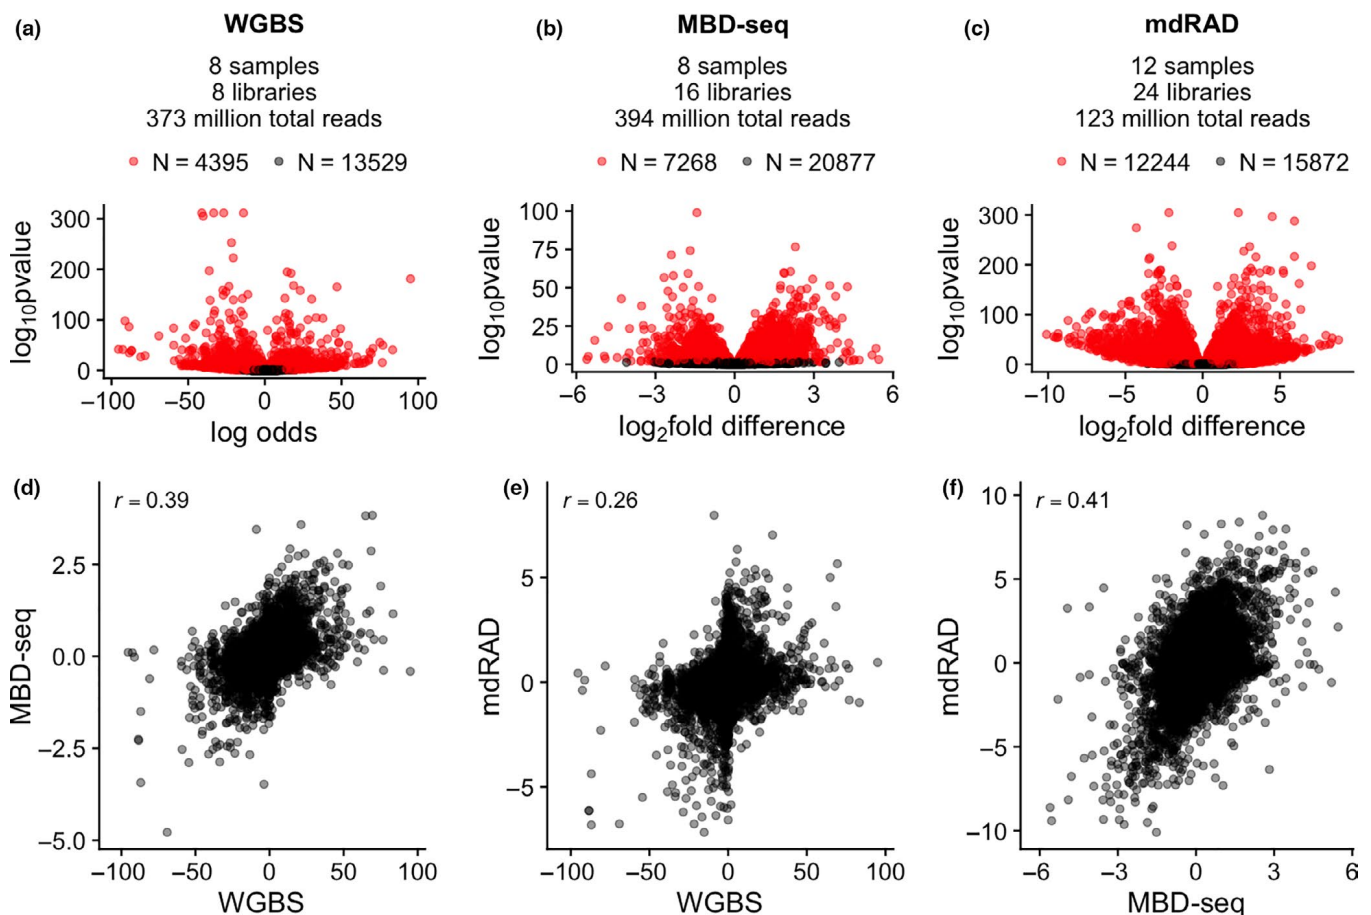 (a)
WGBS
8 samples
8 libraries
373 million total reads
N = 4395 N = 13529
log10pvalue
300
200
100
0
−100 −50 0 50 100
log odds
(b)
MBD-seq
8 samples
16 libraries
394 million total reads
N = 7268 N = 20877
log10pvalue
100
75
50
25
0
−6 −3 0 3 6
log2fold difference
(c)
mdRAD
12 samples
24 libraries
123 million total reads
N = 12244 N = 15872
log10pvalue
300
200
100
0
−10 −5 0 5
log2fold difference
(d)
r = 0.39
MBD-seq
2.5
0.0
−2.5
−5.0
−100 −50 0 50
WGBS
(e)
r = 0.26
mdRAD
5
0
−5
−100 −50 0 50 100
WGBS
(f)
r = 0.41
mdRAD
10
5
0
−5
−10
−6 −3 0 3 6
MBD-seq